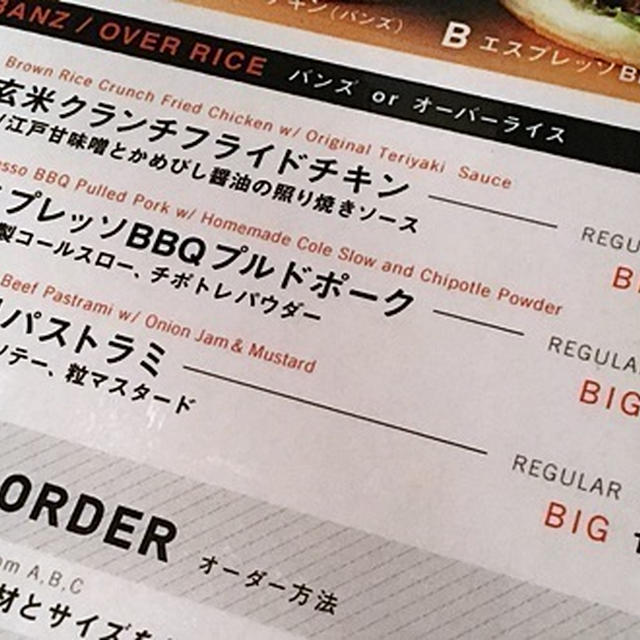 チキン(バンズ)
B エスプレッソB
BANZ / OVER RICE バンズ or オーバーライス
Brown Rice Crunch Fried Chicken w/ Original Teriyaki Sauce
玄米クランチフライドチキン
/江戸甘味噌とかめびし醤油の照り焼きソース
REGU
BI
esso BBQ Pulled Pork w/ Homemade Cole Slow and Chipotle Powder
スプレッソBBQプルドポーク
製コールスロー、チポトレパウダー
REGULA
BIG
Beef Pastrami w/ Onion Jam & Mustard
パストラミ
ソテー、粒マスタード
REGULAR
BIG 1
ORDER オーダー方法
om A,B,C
材とサイズを